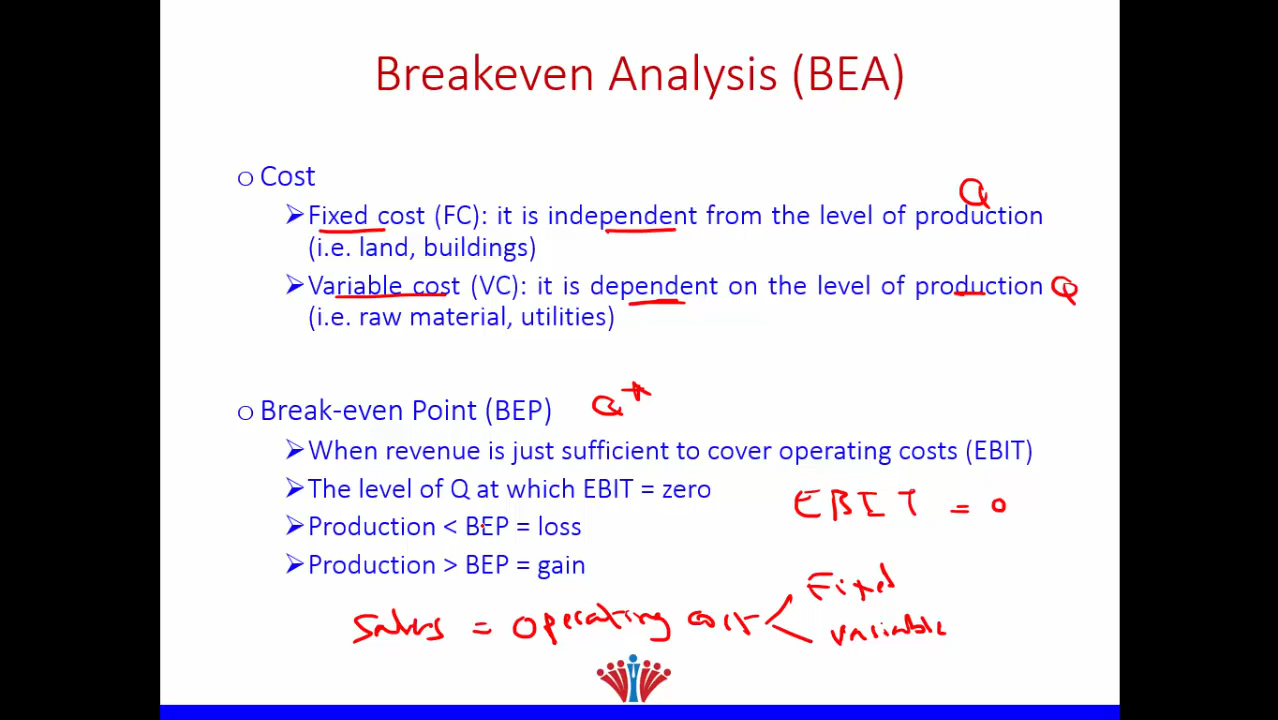 Breakeven Analysis (BEA)
o Cost
➢Fixed cost (FC): it is independent from the level of production Q
(i.e. land, buildings)
➢Variable cost (VC): it is dependent on the level of production Q
(i.e. raw material, utilities)
o Break-even Point (BEP) Q*
➢When revenue is just sufficient to cover operating costs (EBIT)
➢The level of Q at which EBIT = zero
EBIT = 0
➢Production < BEP = loss
➢Production > BEP = gain
Fixed
Sales = operating cost
variable